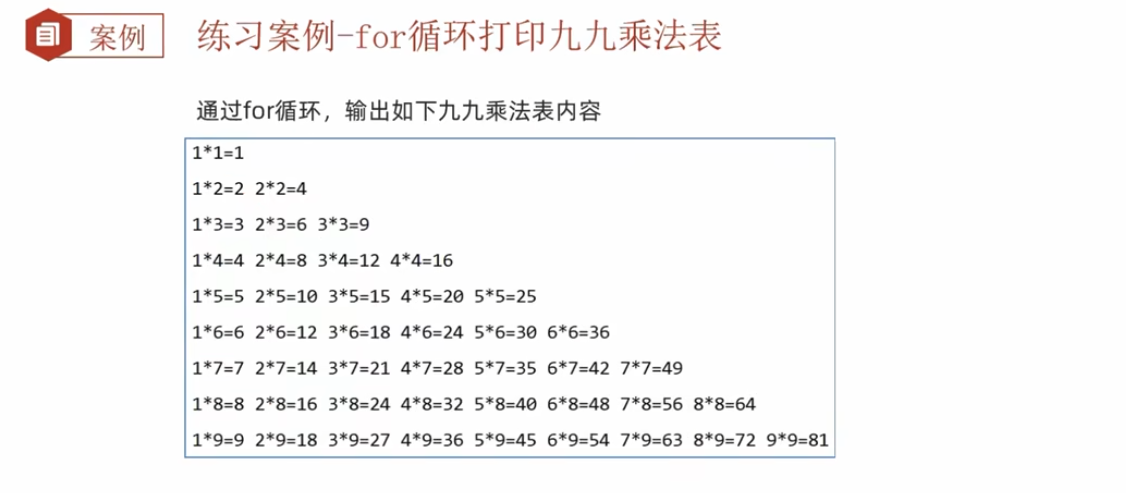 案例
练习案例-for循环打印九九乘法表
通过for循环，输出如下九九乘法表内容
1*1=1
1*2=2 2*2=4
1*3=3 2*3=6 3*3=9
1*4=4 2*4=8 3*4=12 4*4=16
1*5=5 2*5=10 3*5=15 4*5=20 5*5=25
1*6=6 2*6=12 3*6=18 4*6=24 5*6=30 6*6=36
1*7=7 2*7=14 3*7=21 4*7=28 5*7=35 6*7=42 7*7=49
1*8=8 2*8=16 3*8=24 4*8=32 5*8=40 6*8=48 7*8=56 8*8=64
1*9=9 2*9=18 3*9=27 4*9=36 5*9=45 6*9=54 7*9=63 8*9=72 9*9=81